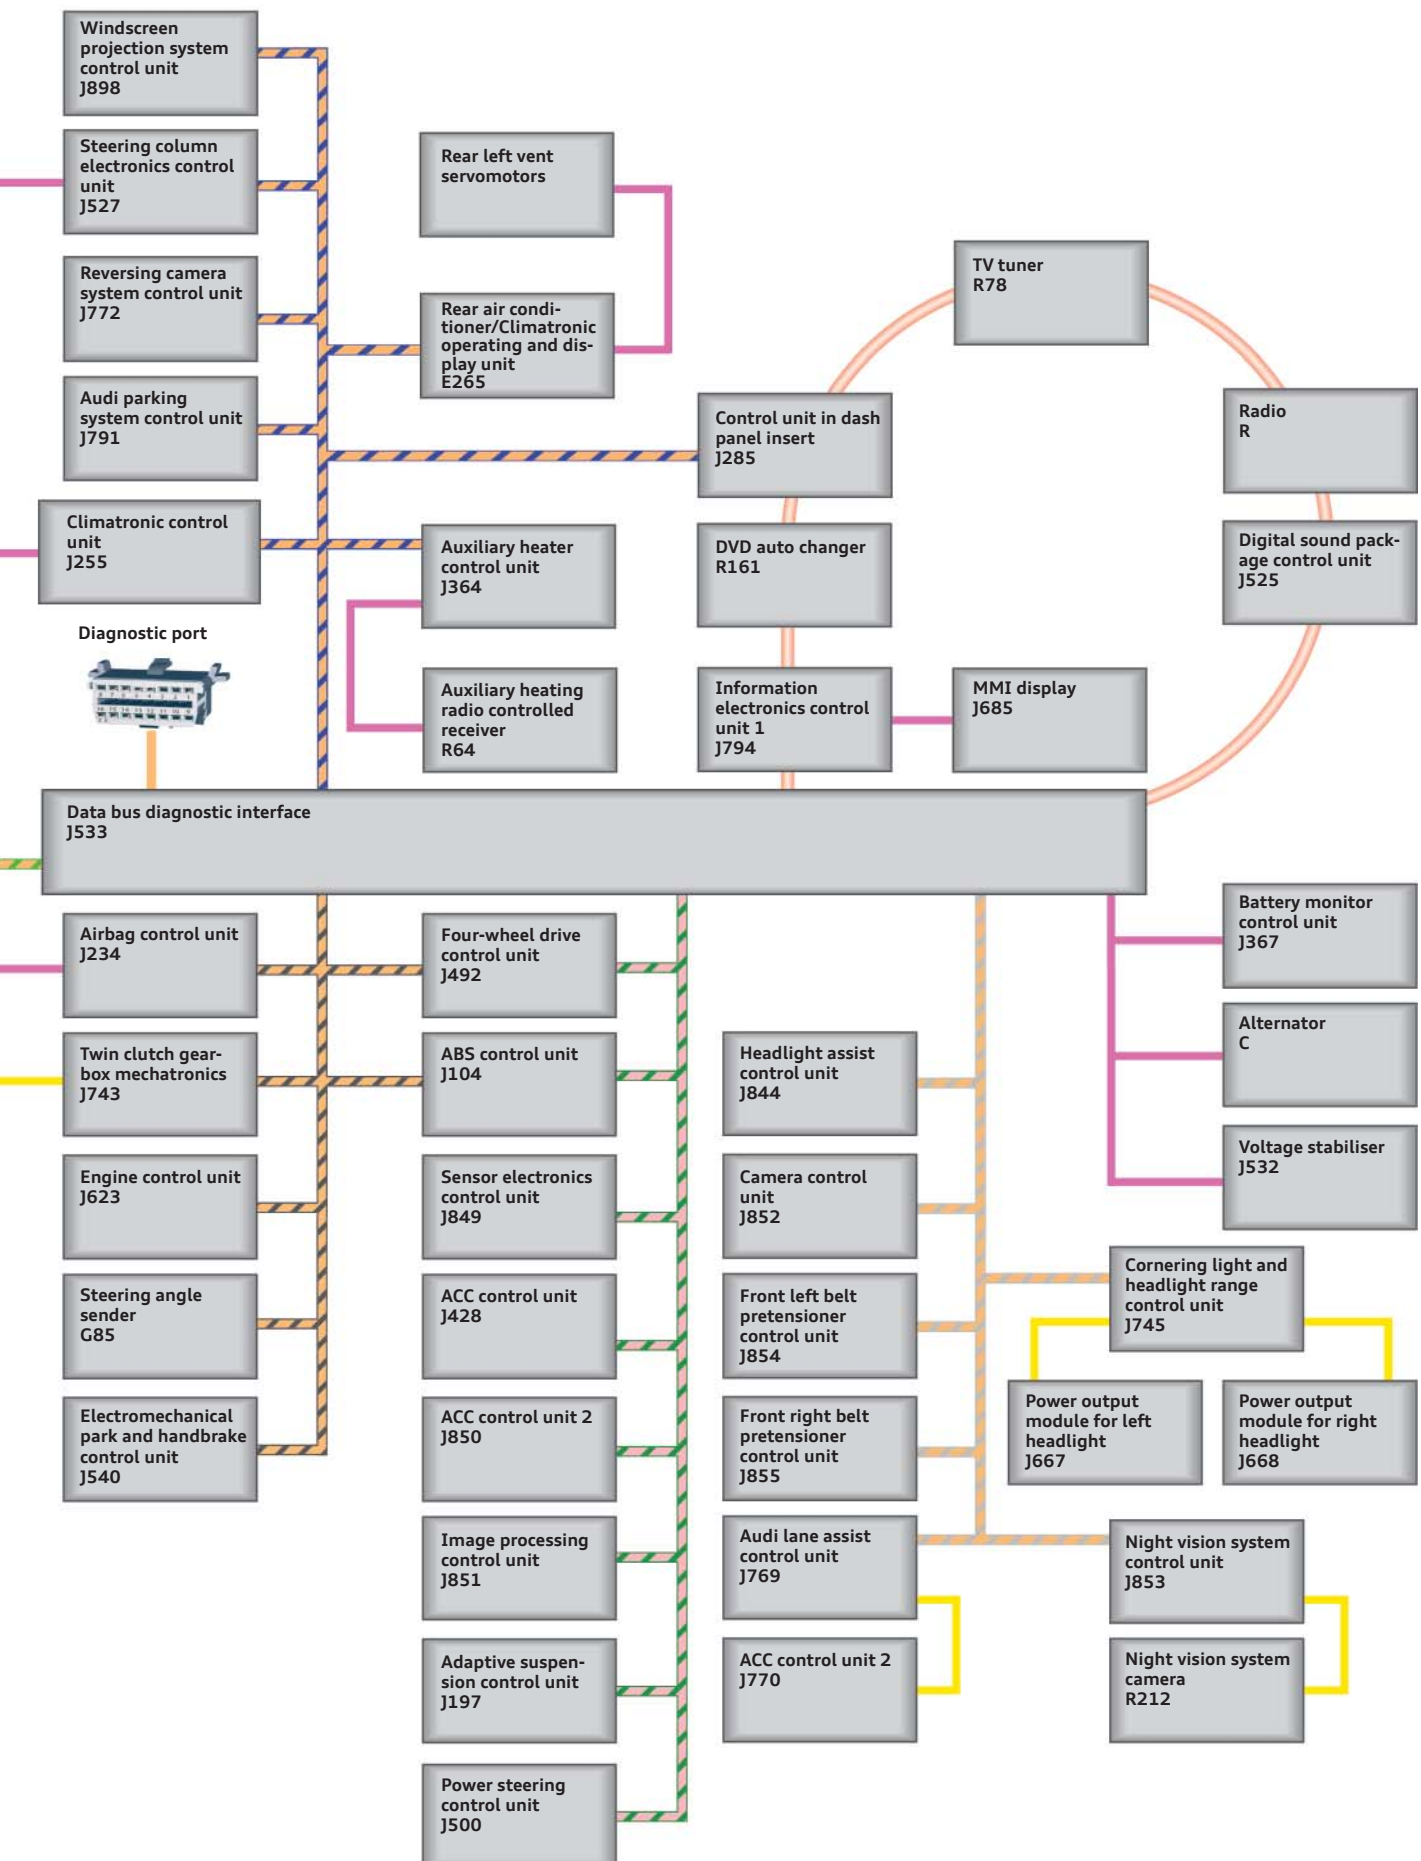 Windscreen
projection system
control unit
J898
Steering column
electronics control
unit
J527
Reversing camera
system control unit
J772
Audi parking
system control unit
J791
Climatronic control
unit
J255
Diagnostic port
Rear left vent
servomotors
Rear air condi-
tioner/Climatronic
operating and dis-
play unit
E265
Auxiliary heater
control unit
J364
Auxiliary heating
radio controlled
receiver
R64
Control unit in dash
panel insert
J285
DVD auto changer
R161
Information
electronics control
unit 1
J794
MMI display
J685
TV tuner
R78
Radio
R
Digital sound pack-
age control unit
J525
Data bus diagnostic interface
J533
Airbag control unit
J234
Twin clutch gear-
box mechatronics
J743
Engine control unit
J623
Steering angle
sender
G85
Electromechanical
park and handbrake
control unit
J540
Four-wheel drive
control unit
J492
ABS control unit
J104
Sensor electronics
control unit
J849
ACC control unit
J428
ACC control unit 2
J850
Image processing
control unit
J851
Adaptive suspen-
sion control unit
J197
Power steering
control unit
J500
Headlight assist
control unit
J844
Camera control
unit
J852
Front left belt
pretensioner
control unit
J854
Front right belt
pretensioner
control unit
J855
Audi lane assist
control unit
J769
ACC control unit 2
J770
Battery monitor
control unit
J367
Alternator
C
Voltage stabiliser
J532
Cornering light and
headlight range
control unit
J745
Power output
module for left
headlight
J667
Power output
module for right
headlight
J668
Night vision system
control unit
J853
Night vision system
camera
R212